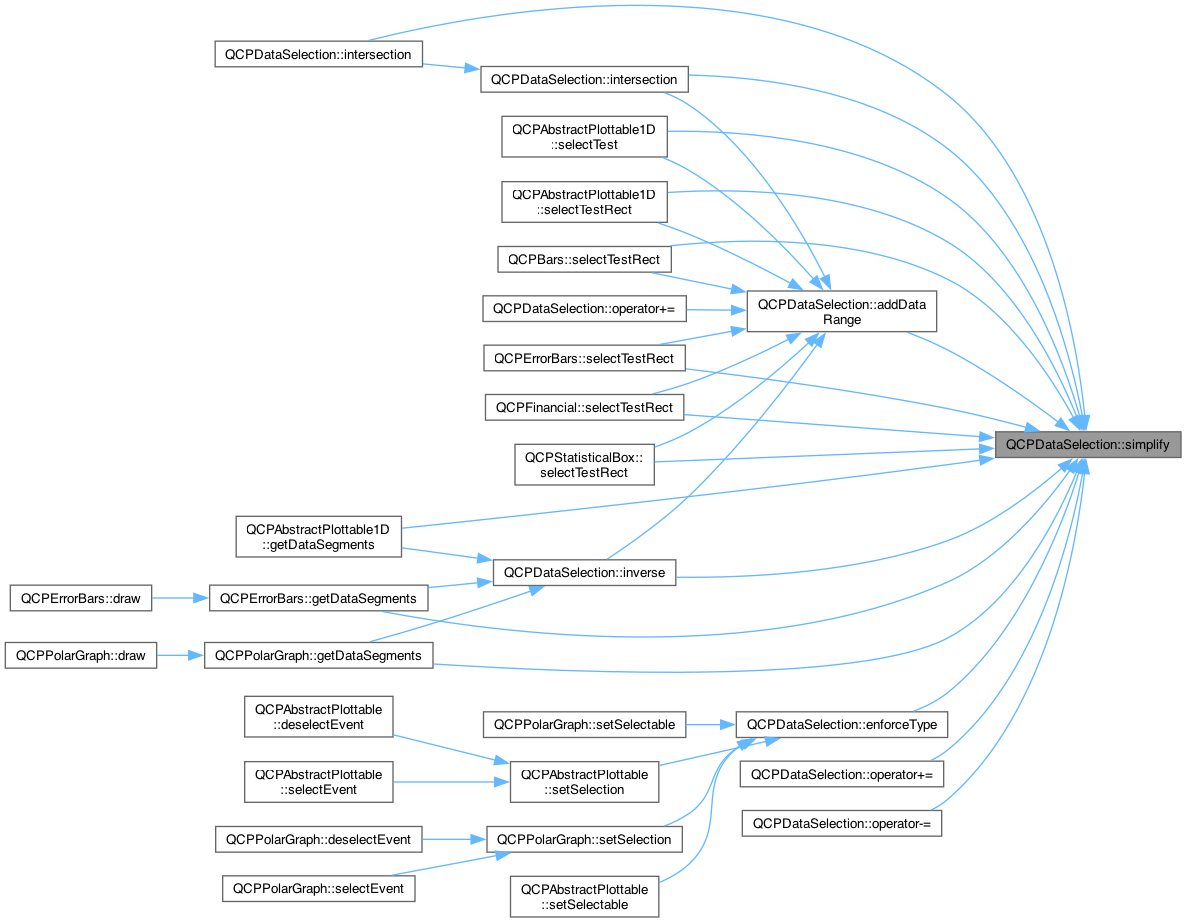 QCPDataSelection::intersection
QCPDataSelection::intersection
QCPAbstractPlottable1D
::selectTest
QCPAbstractPlottable1D
::selectTestRect
QCPBars::selectTestRect
QCPDataSelection::operator+=
QCPDataSelection::addData
Range
QCPErrorBars::selectTestRect
QCPFinancial::selectTestRect
QCPDataSelection::simplify
QCPStatisticalBox::
selectTestRect
QCPAbstractPlottable1D
::getDataSegments
QCPDataSelection::inverse
QCPErrorBars::draw
QCPErrorBars::getDataSegments
QCPPolarGraph::draw
QCPPolarGraph::getDataSegments
QCPAbstractPlottable
::deselectEvent
QCPPolarGraph::setSelectable
QCPDataSelection::enforceType
QCPAbstractPlottable
::selectEvent
QCPAbstractPlottable
::setSelection
QCPDataSelection::operator+=
QCPDataSelection::operator-=
QCPPolarGraph::deselectEvent
QCPPolarGraph::setSelection
QCPPolarGraph::selectEvent
QCPAbstractPlottable
::setSelectable